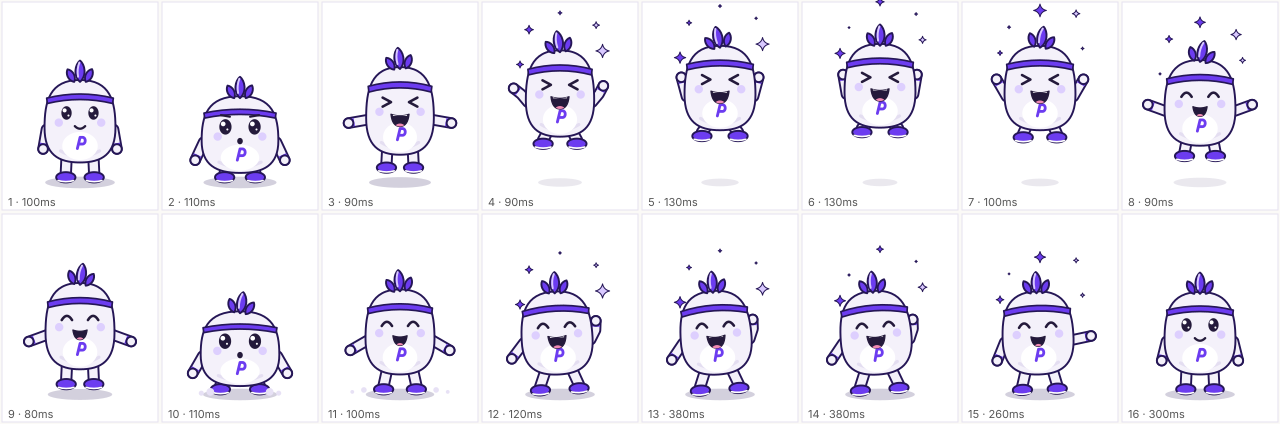 P
P
P
P
P
P
P
P
1 · 100ms
2 · 110ms
3 · 90ms
4 · 90ms
5 · 130ms
6 · 130ms
7 · 100ms
8 · 90ms
P
P
P
P
P
P
P
P
9 · 80ms
10 · 110ms
11 · 100ms
12 · 120ms
13 · 380ms
14 · 380ms
15 · 260ms
16 · 300ms